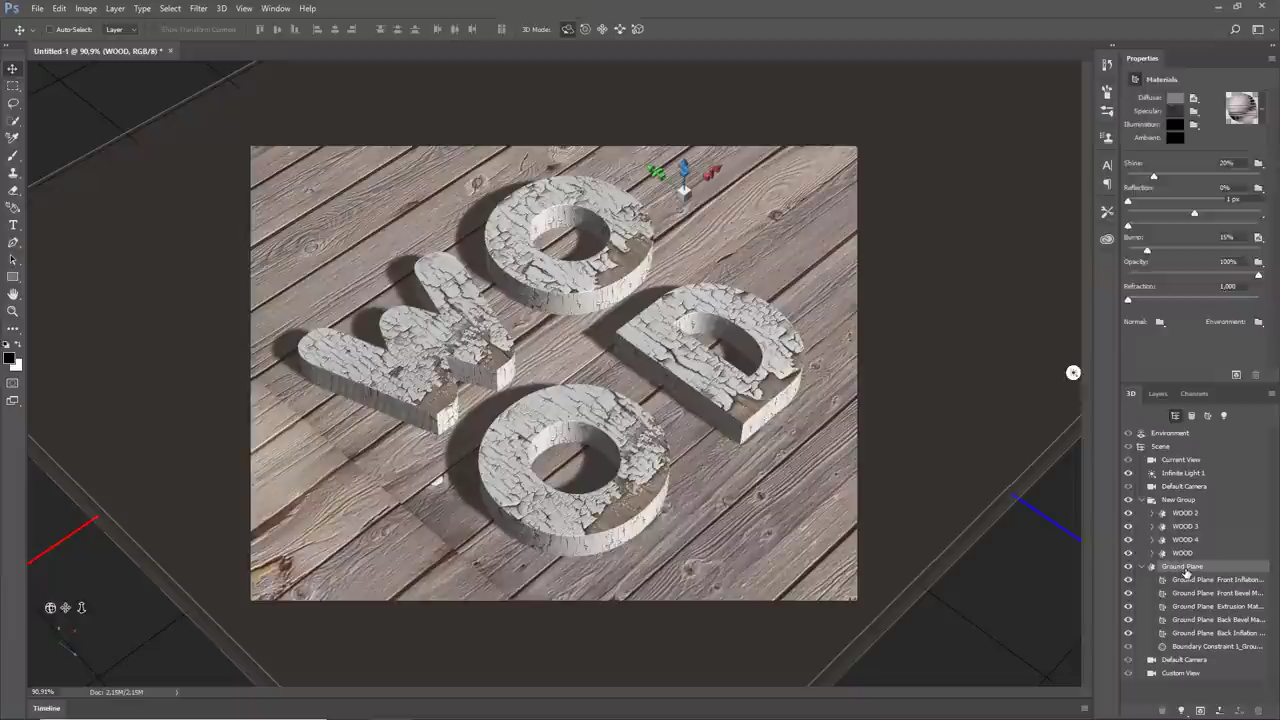 Ps File Edit Image Layer Type Select Filter 3D View Window Help
Auto-Select: Layer Show Transform Controls 3D Mode:
Untitled-1 @ 90,9% (WOOD, RGB/8) * ×
Properties
Materials
Diffuse:
Specular:
Illumination:
Ambient:
Shine: 20%
Reflection: 0%
1 px
Bump: 15%
Opacity: 100%
Refraction: 1,000
Normal: Environment:
3D Layers Channels
Environment
Scene
Current View
Infinite Light 1
Default Camera
New Group
WOOD 2
WOOD 3
WOOD 4
WOOD
Ground Plane
Ground Plane Front Inflation...
Ground Plane Front Bevel M...
Ground Plane Extrusion Mat...
Ground Plane Back Bevel Ma...
Ground Plane Back Inflation ...
Boundary Constraint 1_Grou...
Default Camera
Custom View
O
W
D
O
90,91% Doc: 2,15M/2,15M
Timeline